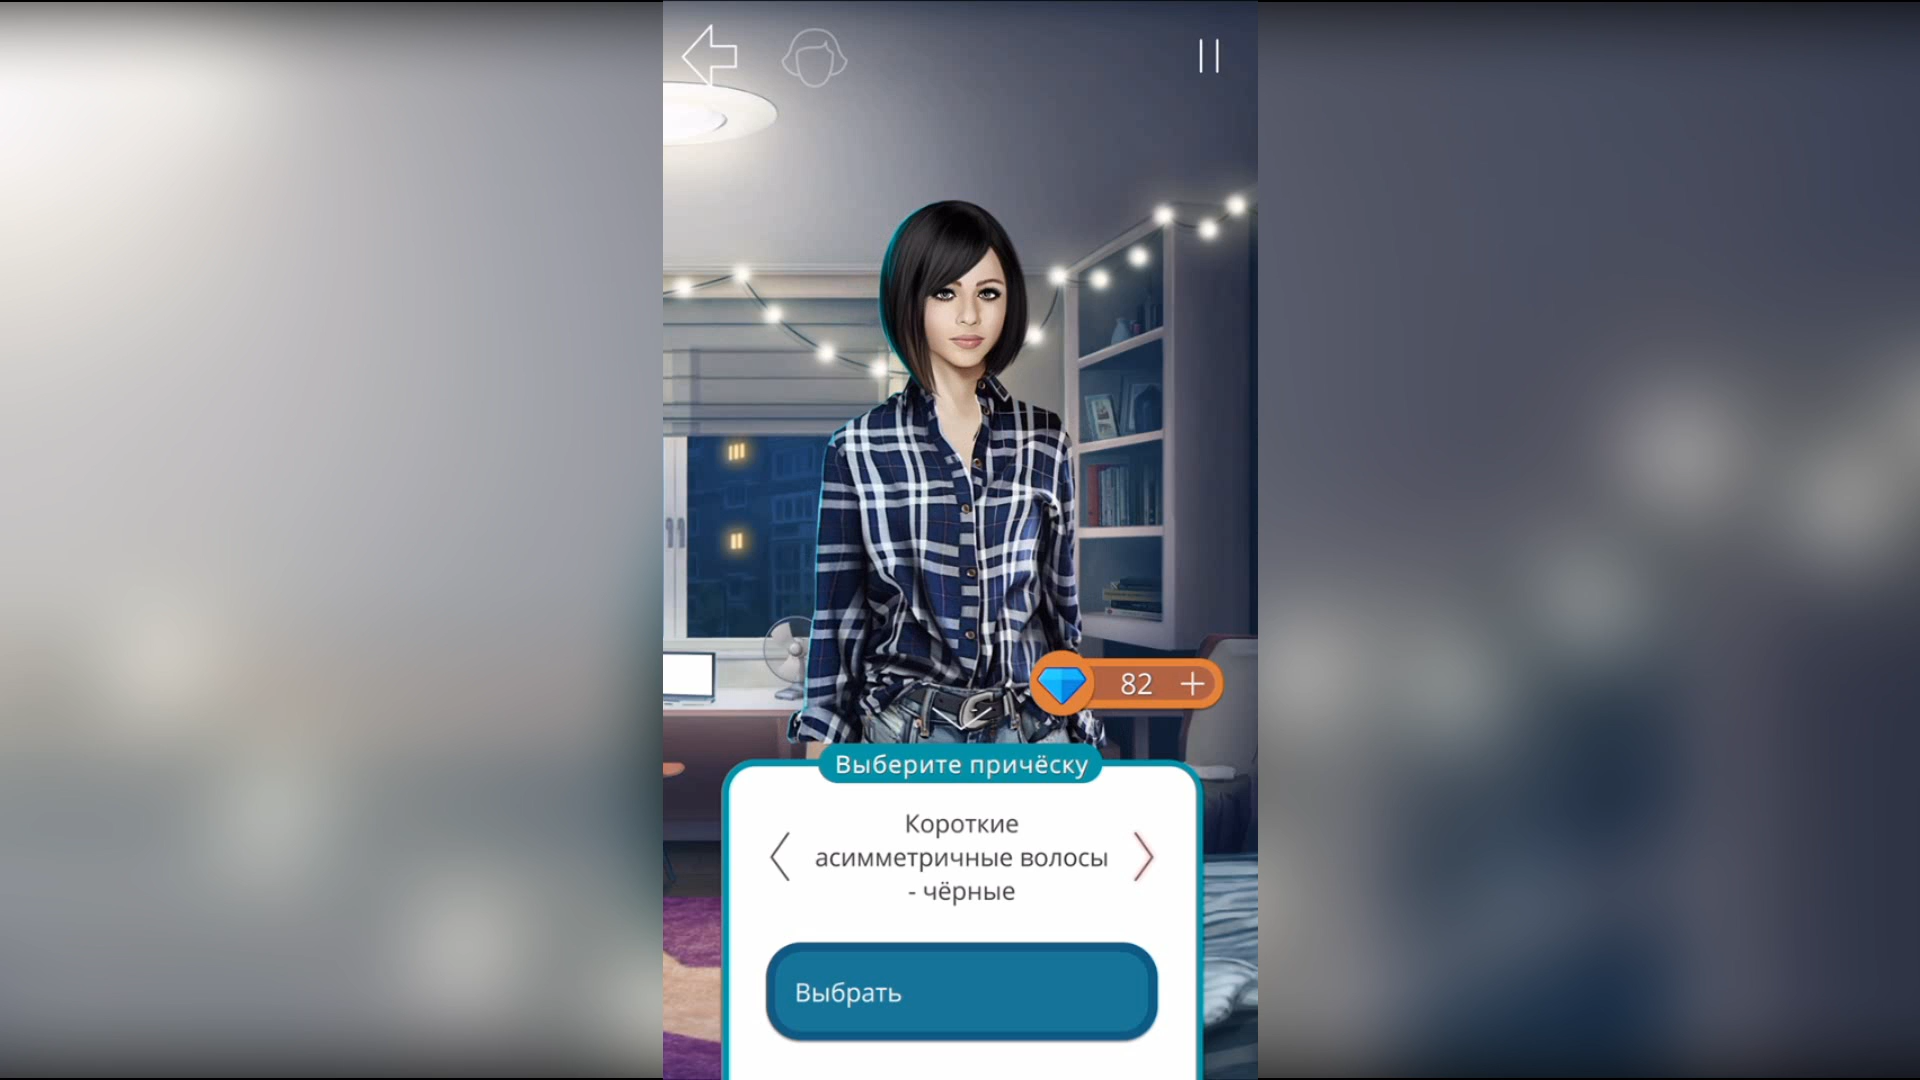 82
Выберите причёску
Короткие
асимметричные волосы
- чёрные
Выбрать